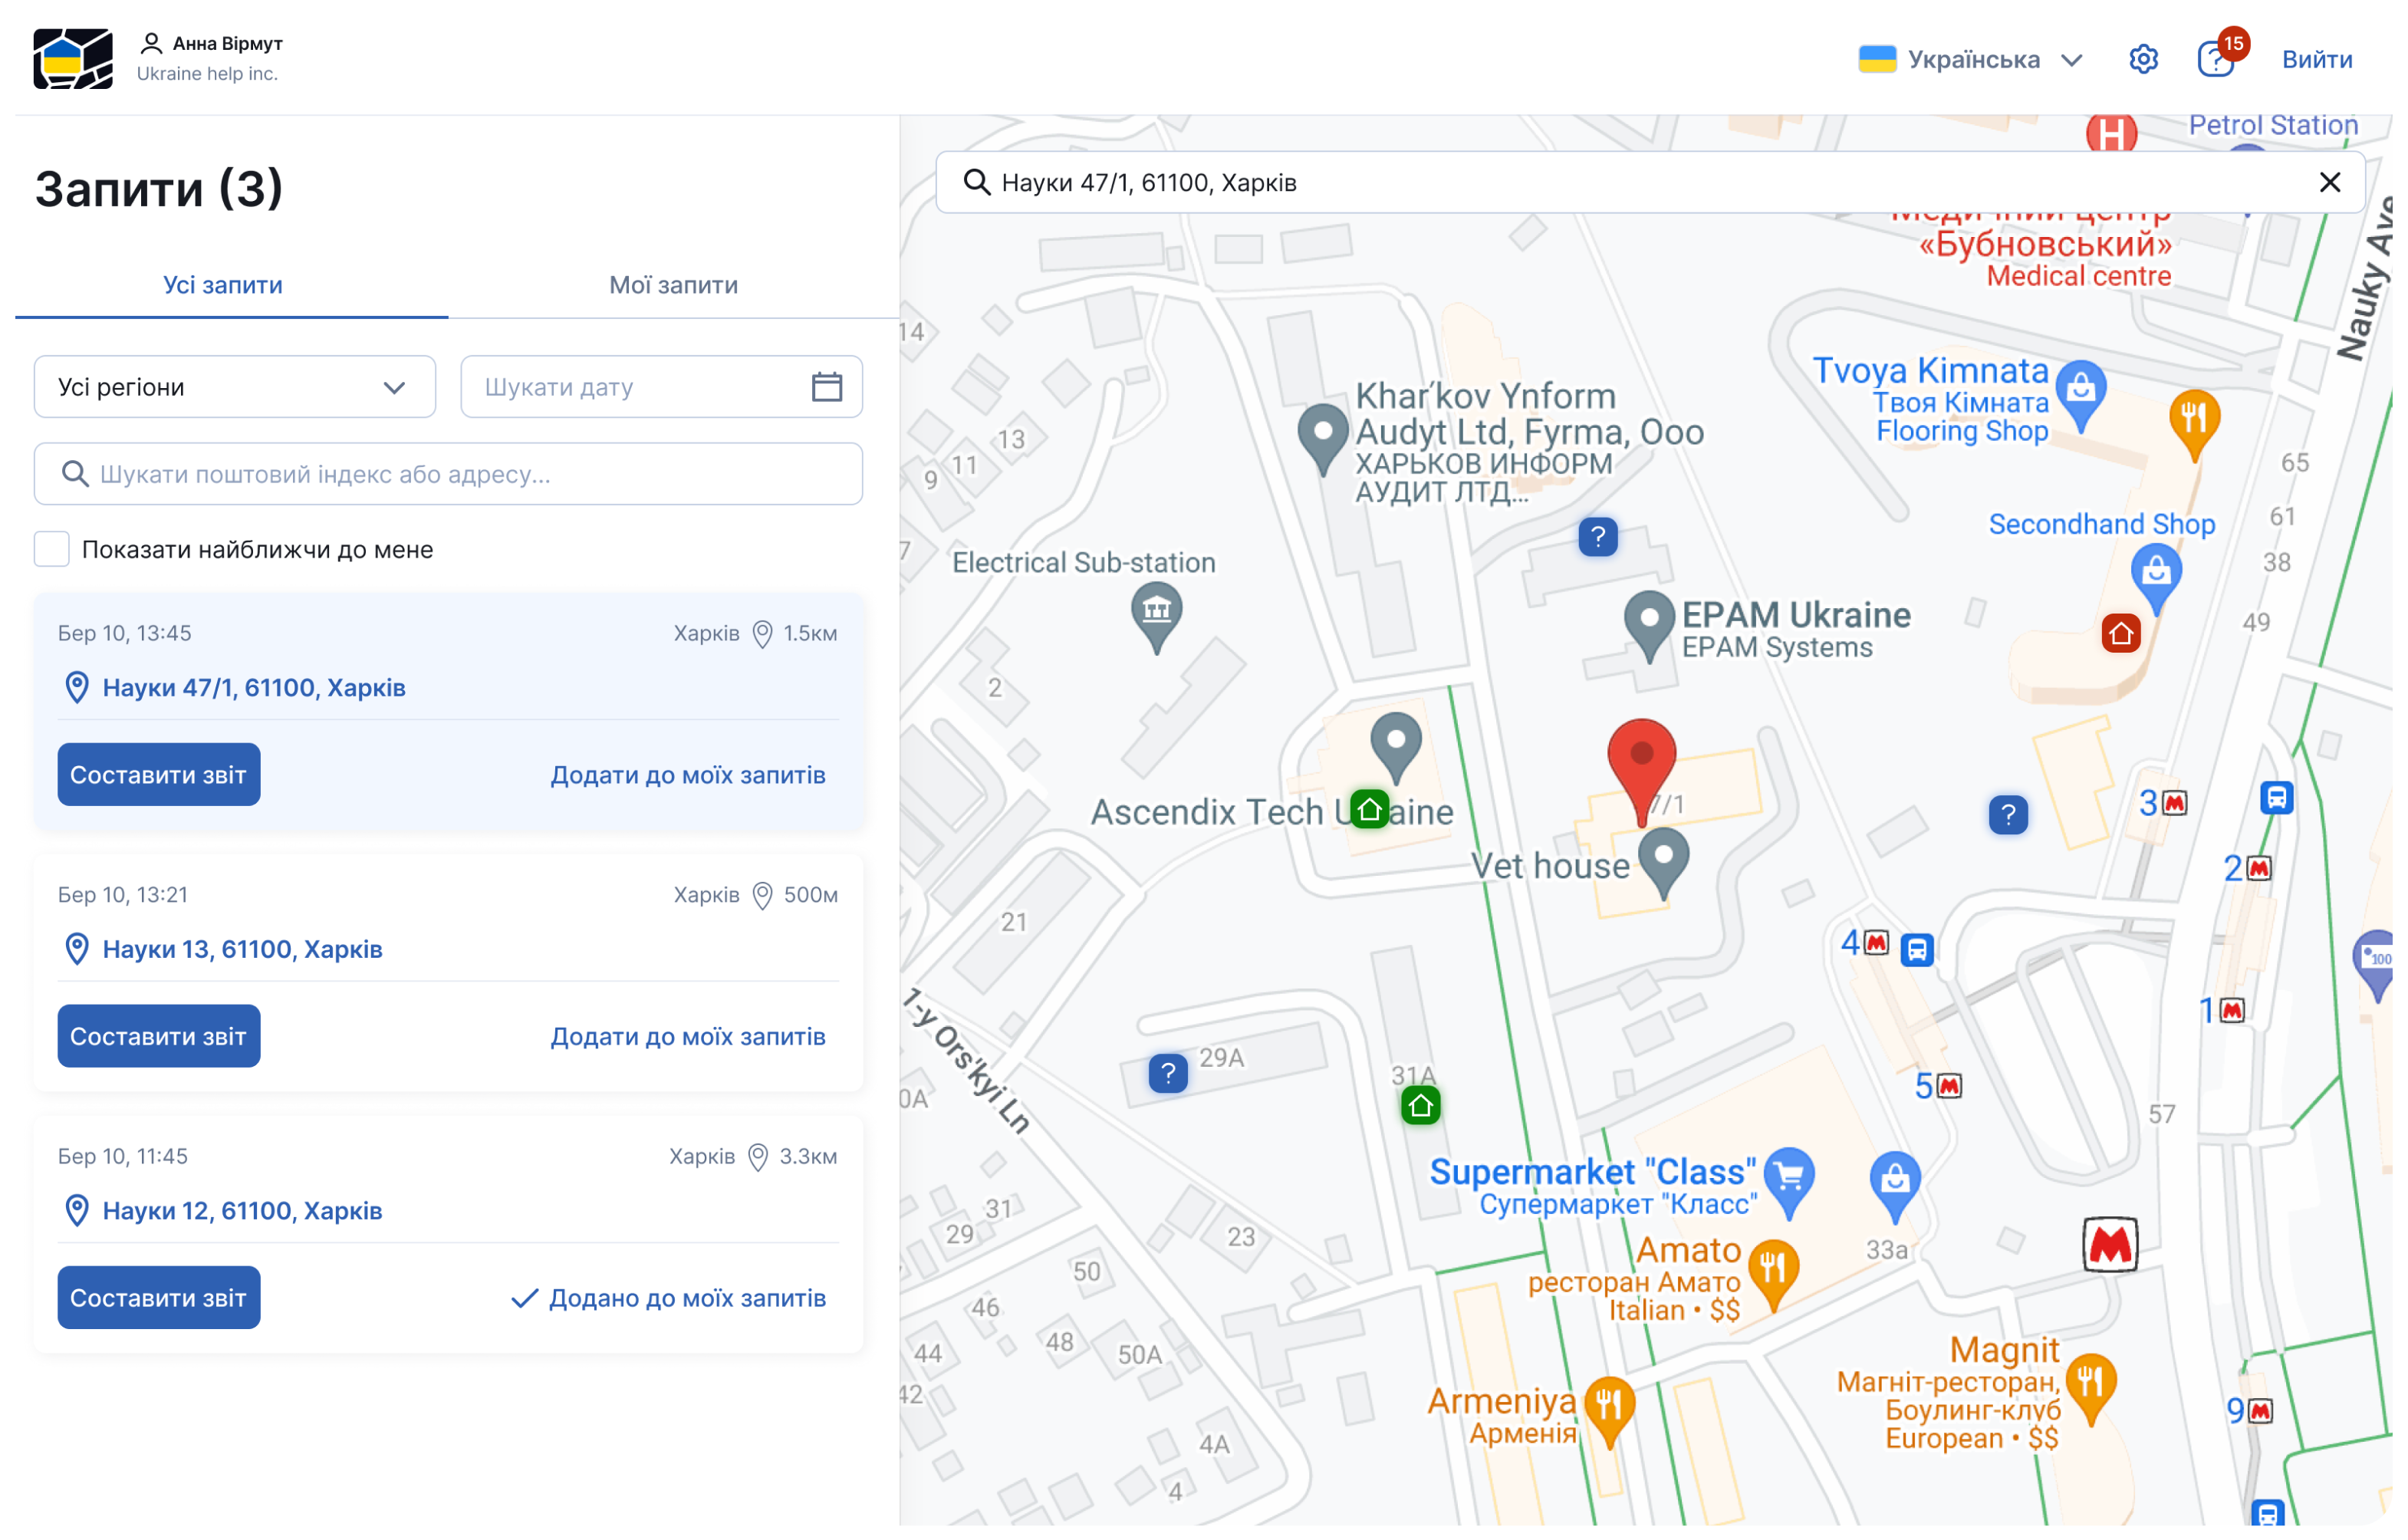 Анна Вірмут
Ukraine help inc.
Українська
15
?
Вийти
Запити (3)
Усі запити
Мої запити
Усі регіони
Шукати дату
Шукати поштовий індекс або адресу...
Показати найближчи до мене
Бер 10, 13:45
Харків 1.5км
Науки 47/1, 61100, Харків
Составити звіт
Додати до моїх запитів
Бер 10, 13:21
Харків 500м
Науки 13, 61100, Харків
Составити звіт
Додати до моїх запитів
Бер 10, 11:45
Харків 3.3км
Науки 12, 61100, Харків
Составити звіт
Додано до моїх запитів
H
Petrol Station
Науки 47/1, 61100, Харків
Медичний центр
«Бубновський»
Medical centre
Nauky Ave
14
Khar'kov Ynform
Audyt Ltd, Fyrma, Ooo
ХАРЬКОВ ИНФОРМ
АУДИТ ЛТД...
Tvoya Kimnata
Твоя Кімната
Flooring Shop
13
11
9
65
61
Secondhand Shop
38
7
?
Electrical Sub-station
EPAM Ukraine
EPAM Systems
49
2
Ascendix Tech Ukraine
7/1
?
3
Vet house
2
21
4
100
1
1-y Ors'kyi Ln
29A
?
31A
0A
5
57
Supermarket "Class"
Супермаркет "Класс"
31
29
23
Amato
ресторан Амато
Italian • $$
33a
M
50
46
48
50A
44
42
Magnit
Магніт-ресторан,
Боулинг-клуб
European • $$
Armeniya
Арменія
9
4A
4